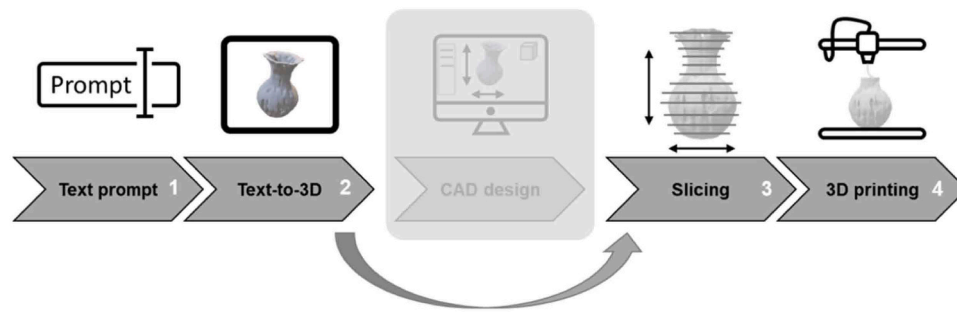 Prompt
Text prompt 1
Text-to-3D 2
CAD design
Slicing 3
3D printing 4